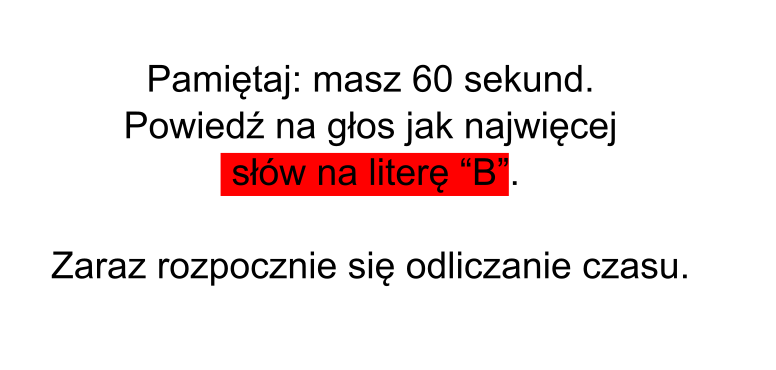 Pamiętaj: masz 60 sekund.
Powiedź na głos jak najwięcej
słów na literę “B”.
Zaraz rozpocznie się odliczanie czasu.